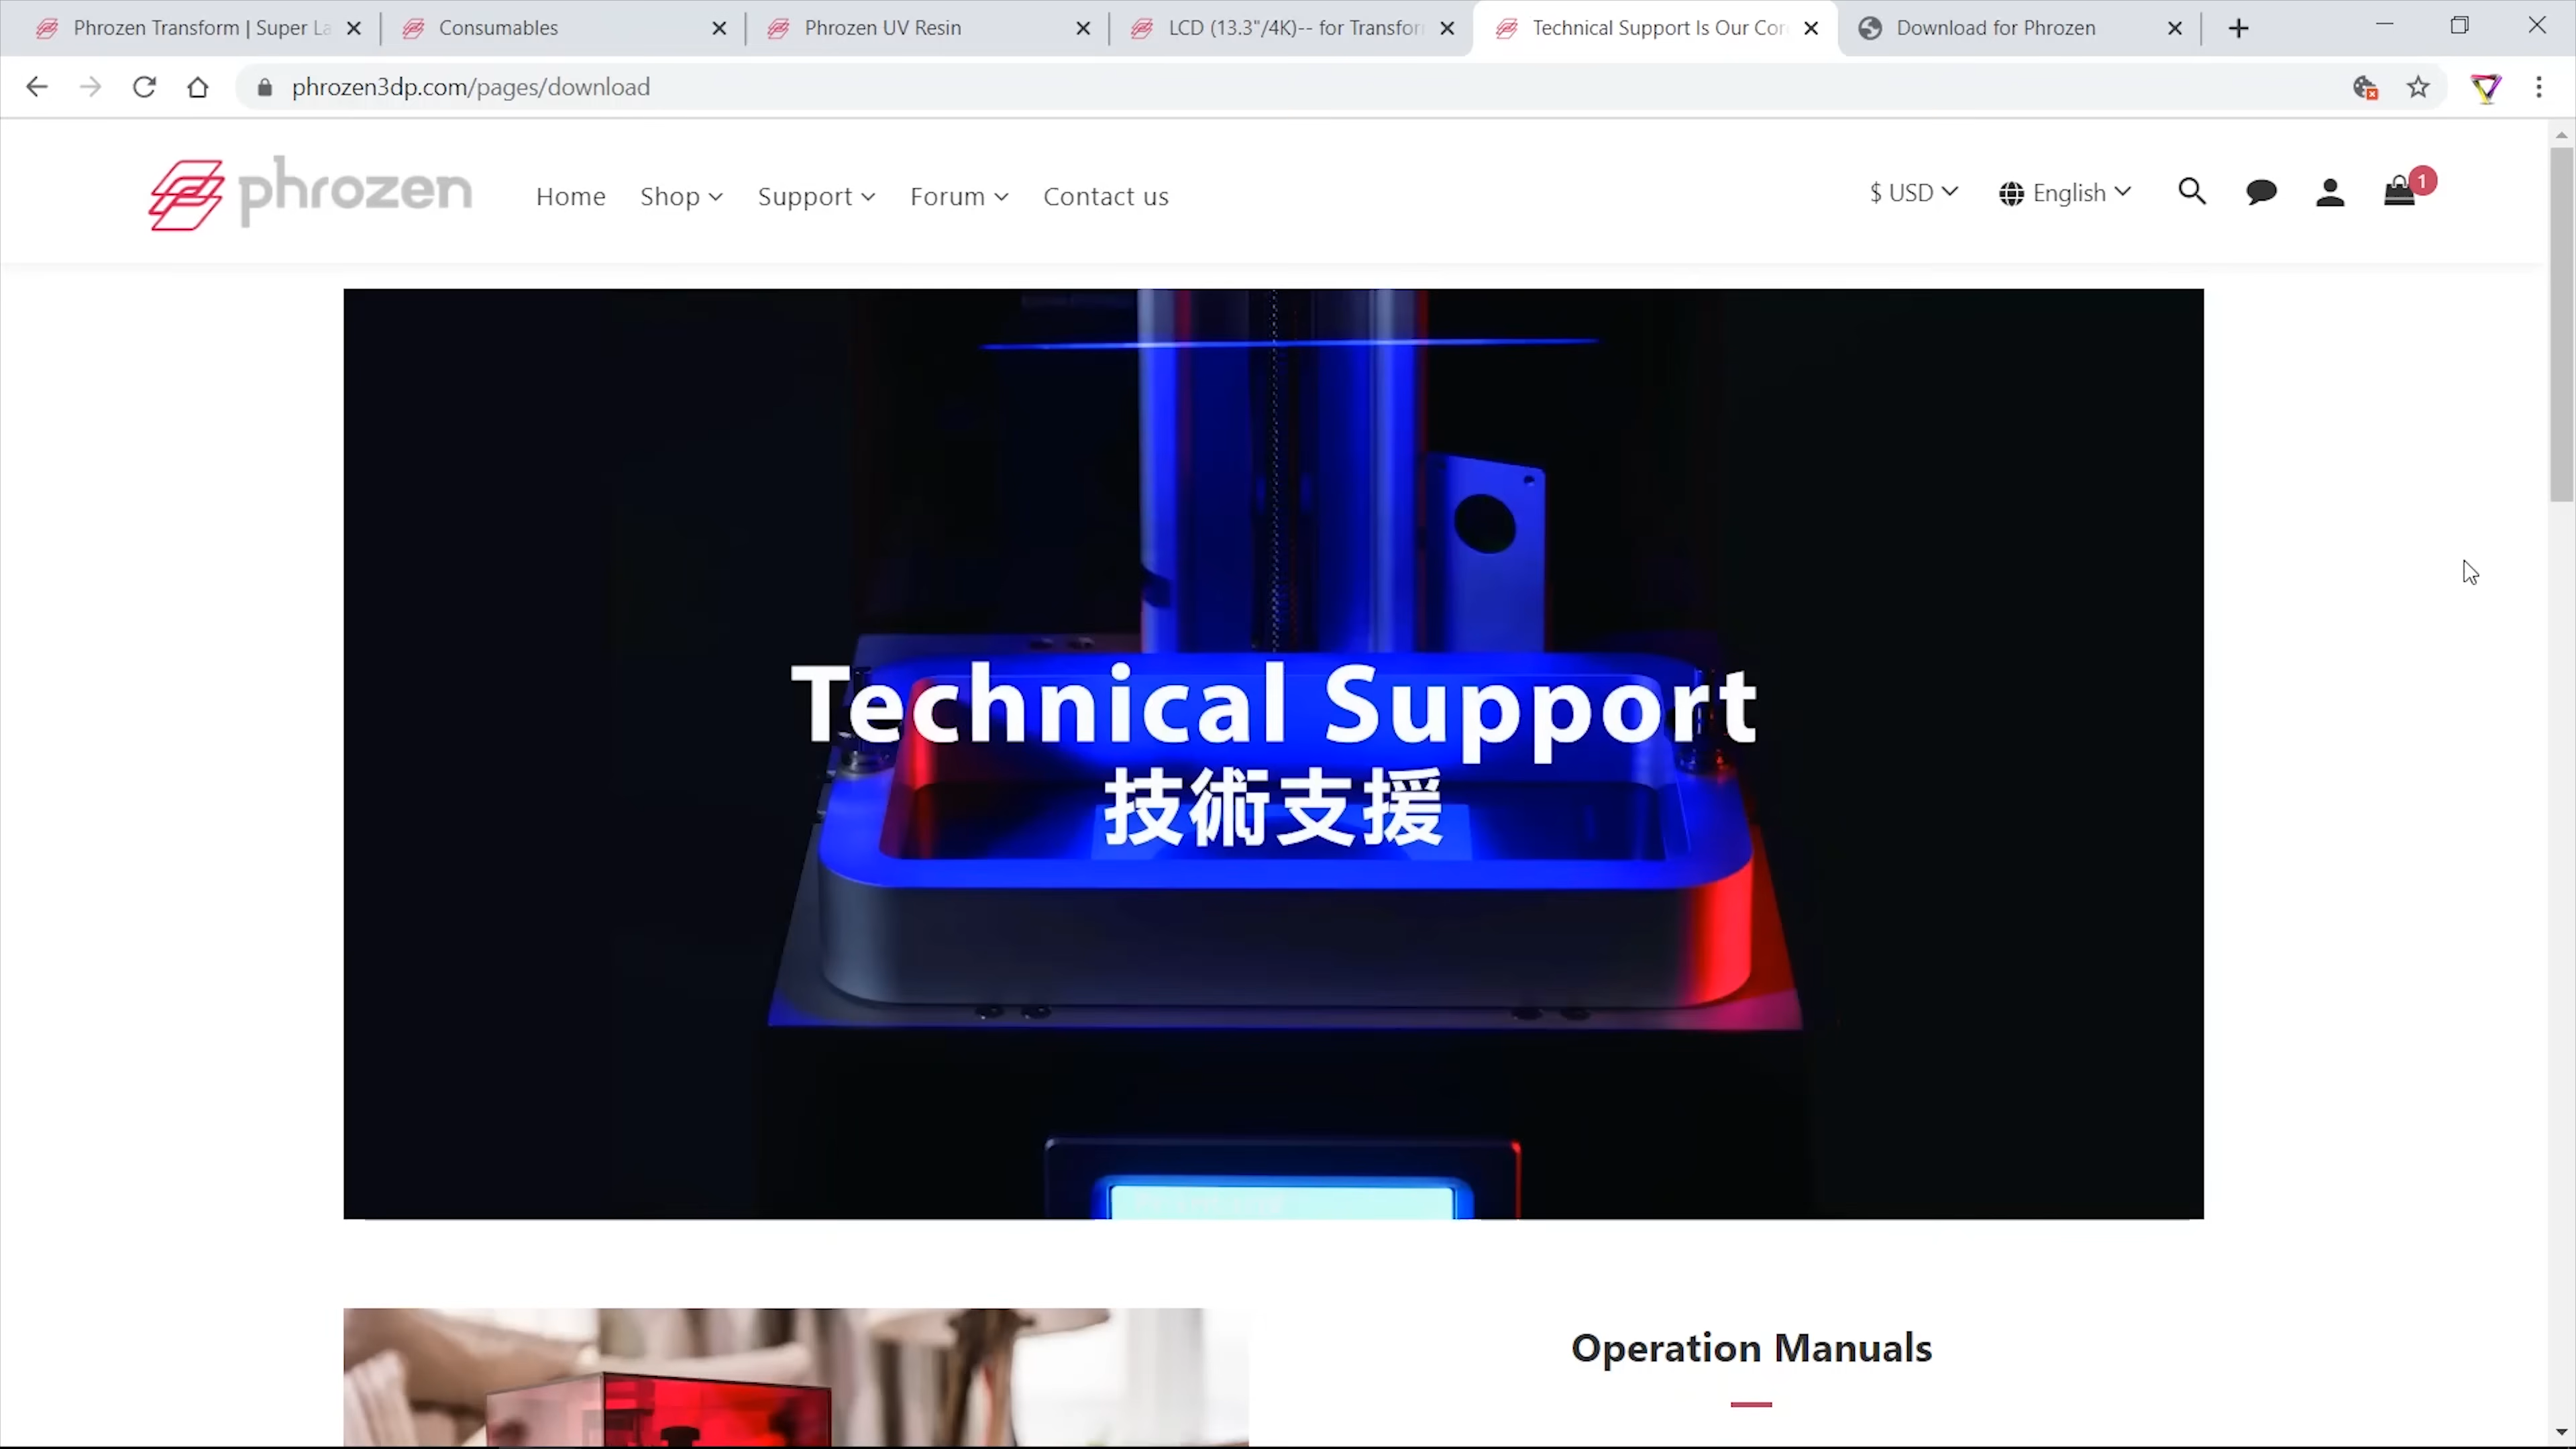 Phrozen Transform | Super La
Consumables
Phrozen UV Resin
LCD (13.3"/4K)-- for Transfor
Technical Support Is Our Cor
Download for Phrozen
phrozen3dp.com/pages/download
phrozen
Home
Shop
Support
Forum
Contact us
$ USD
English
1
Technical Support
技術支援
Operation Manuals